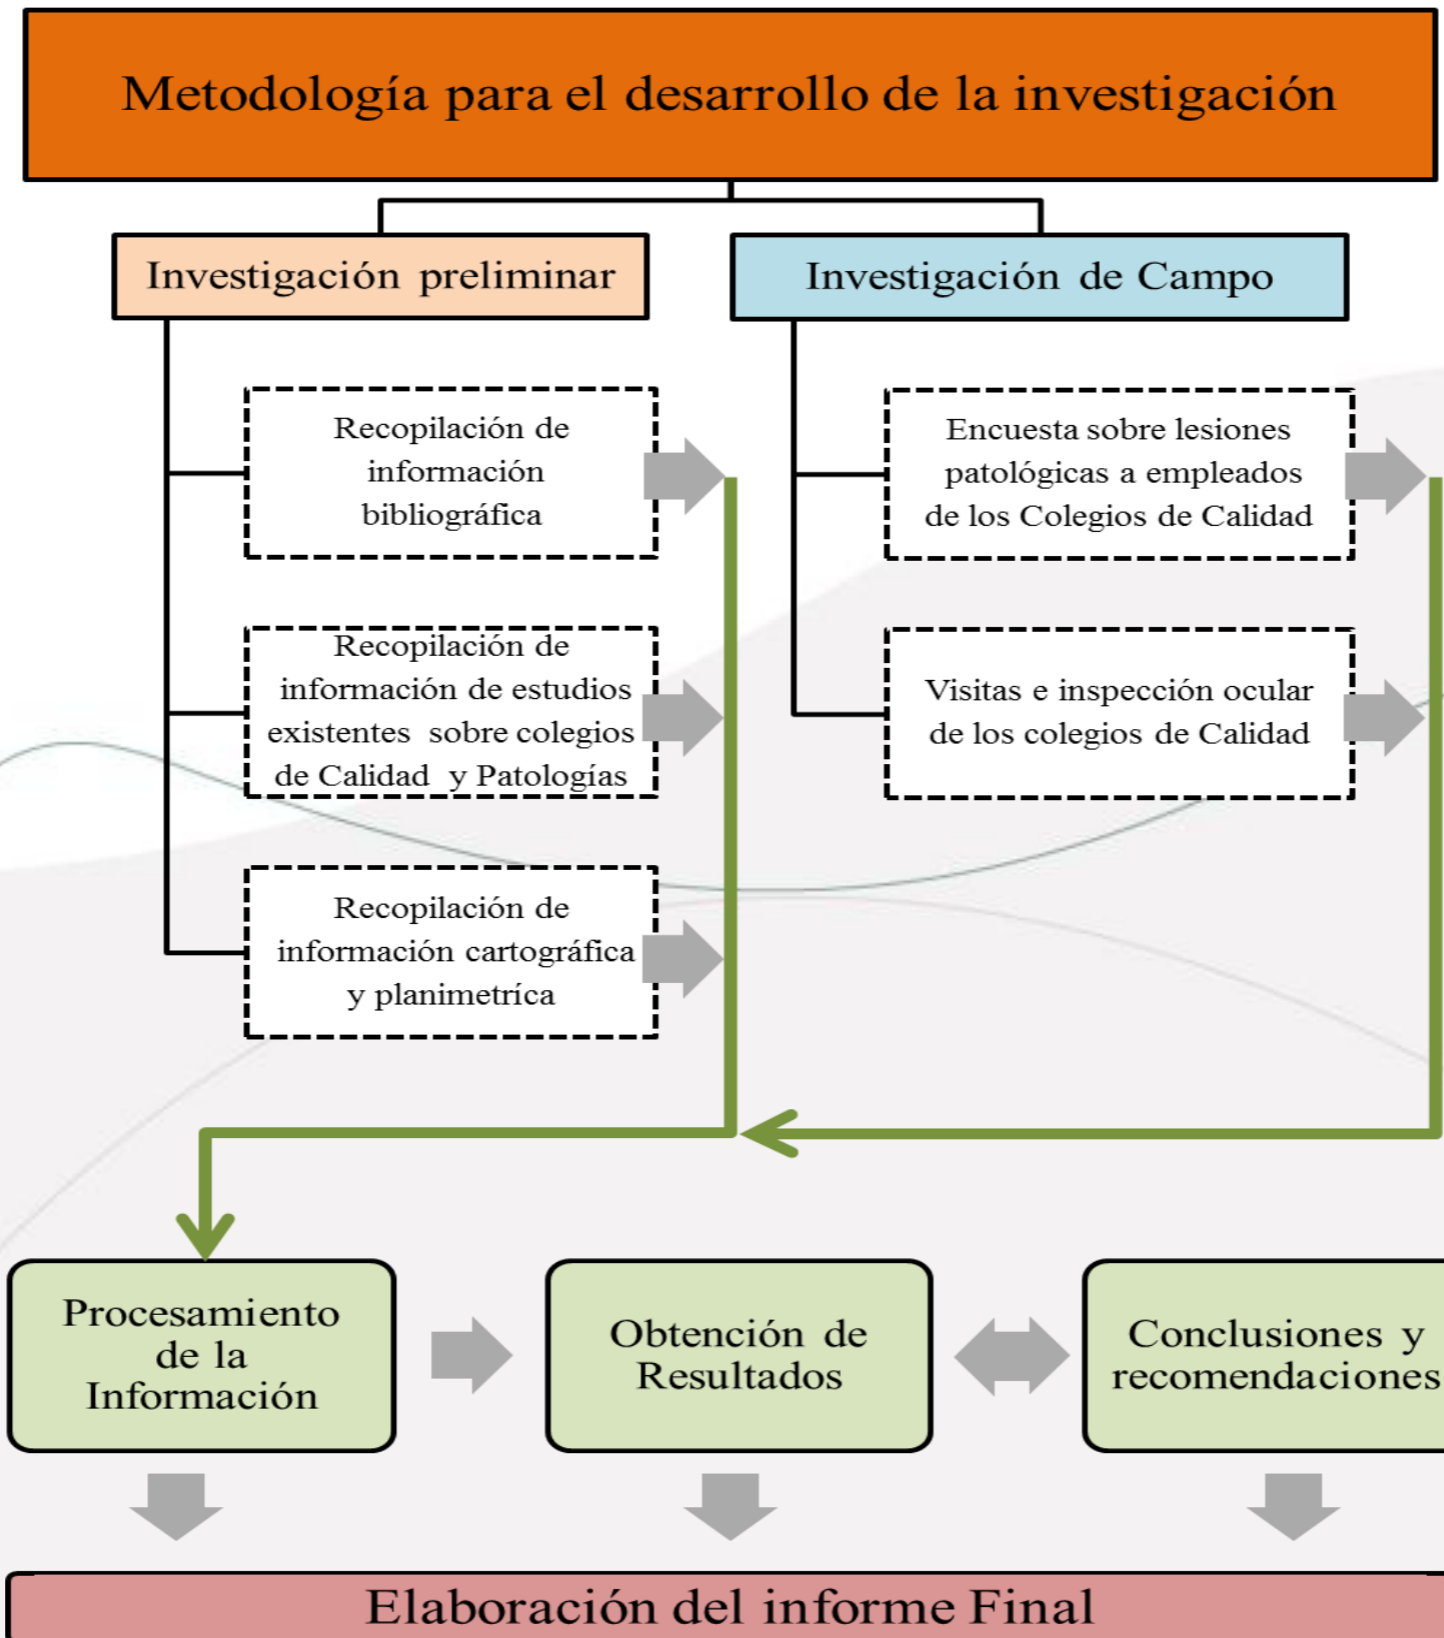 Metodología para el desarrollo de la investigación
Investigación preliminar
Recopilación de
información
bibliográfica
Recopilación de
información de estudios
existentes sobre colegios
de Calidad y Patologías
Recopilación de
información cartográfica
y planimetríca
Investigación de Campo
Encuesta sobre lesiones
patológicas a empleados
de los Colegios de Calidad
Visitas e inspección ocular
de los colegios de Calidad
Procesamiento
de la
Información
Obtención de
Resultados
Conclusiones y
recomendaciones
Elaboración del informe Final